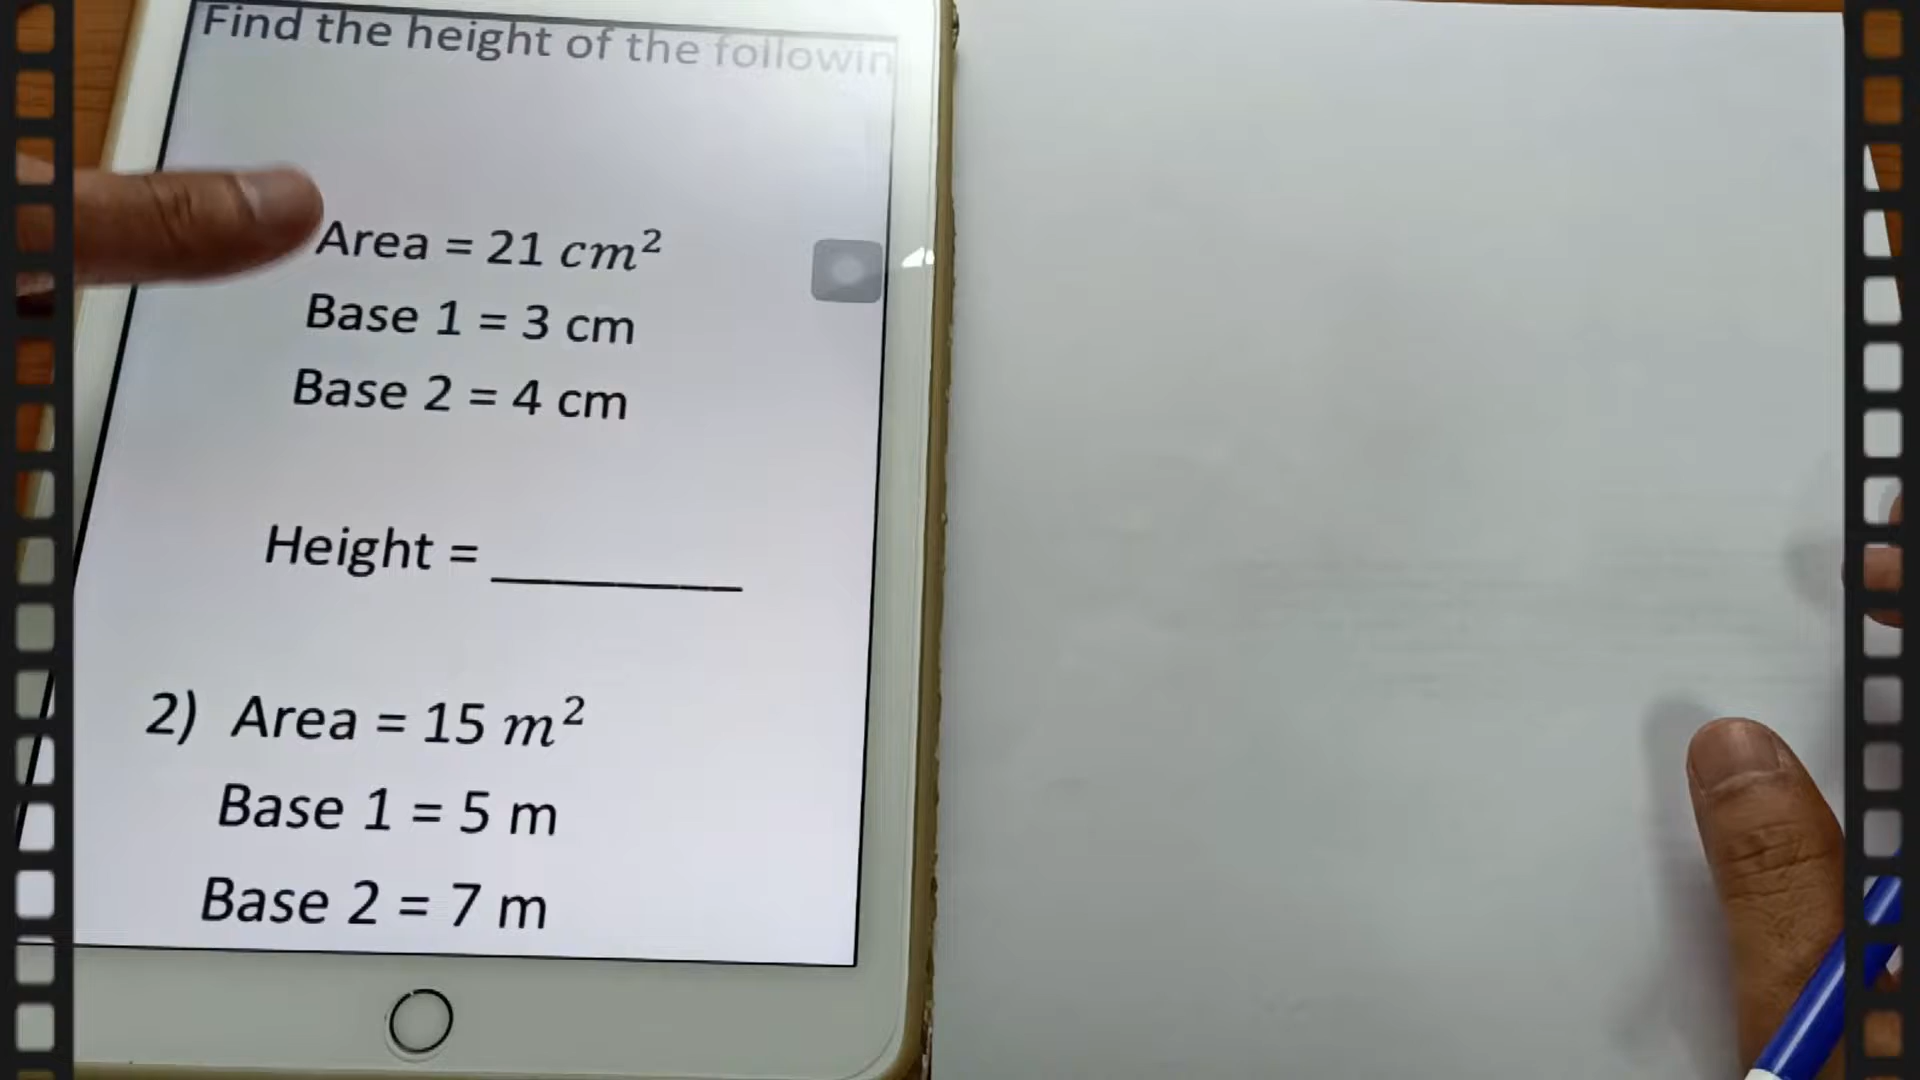 Find the height of the followin
Area = 21 cm²
Base 1 = 3 cm
Base 2 = 4 cm
Height = ________
2) Area = 15 m²
Base 1 = 5 m
Base 2 = 7 m